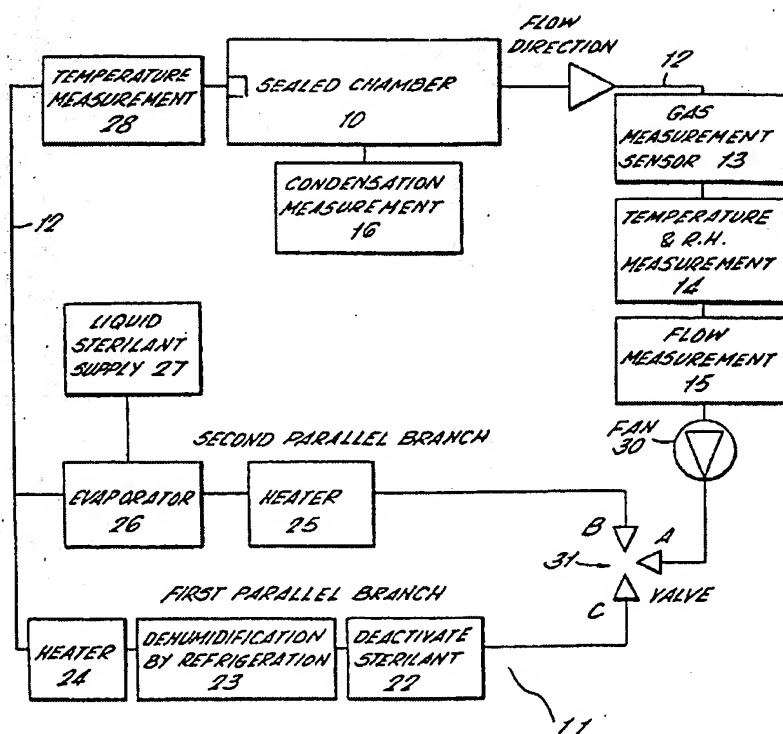 FLOW
DIRECTION
TEMPERATURE
MEASUREMENT
28
SEALED CHAMBER
10
12
GAS
MEASUREMENT
SENSOR 13
CONDENSATION
MEASUREMENT
16
TEMPERATURE
& R.H.
MEASUREMENT
14
12
FLOW
MEASUREMENT
15
LIQUID
STERILANT
SUPPLY 27
FAN
30
SECOND PARALLEL BRANCH
EVAPORATOR
26
HEATER
25
B
A
31
C
VALVE
FIRST PARALLEL BRANCH
HEATER
24
DEHUMIDIFICATION
BY REFRIGERATION
23
DEACTIVATE
STERILANT
22
11